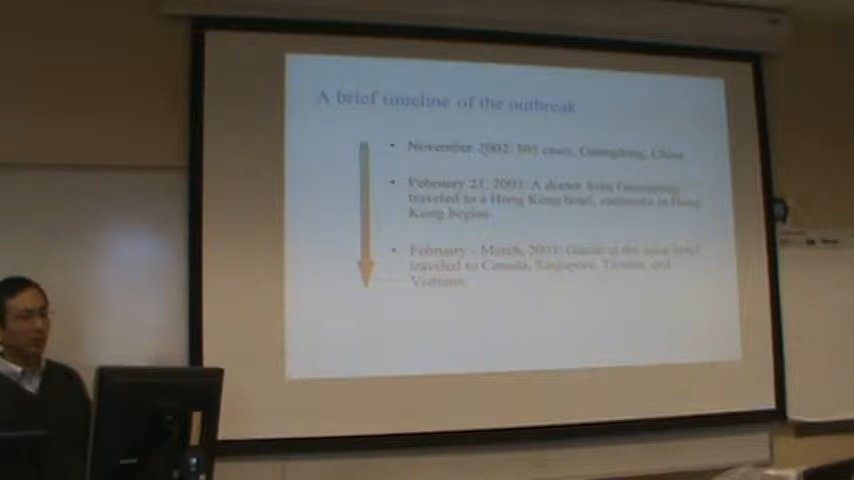 A brief timeline of the outbreak
• November 2002: 305 cases, Guangdong, China
• February 21, 2003: A doctor from Guangdong
traveled to a Hong Kong hotel, outbreaks in Hong
Kong begins
• February - March, 2003: Guests at the same hotel
traveled to Canada, Singapore, Taiwan, and
Vietnam